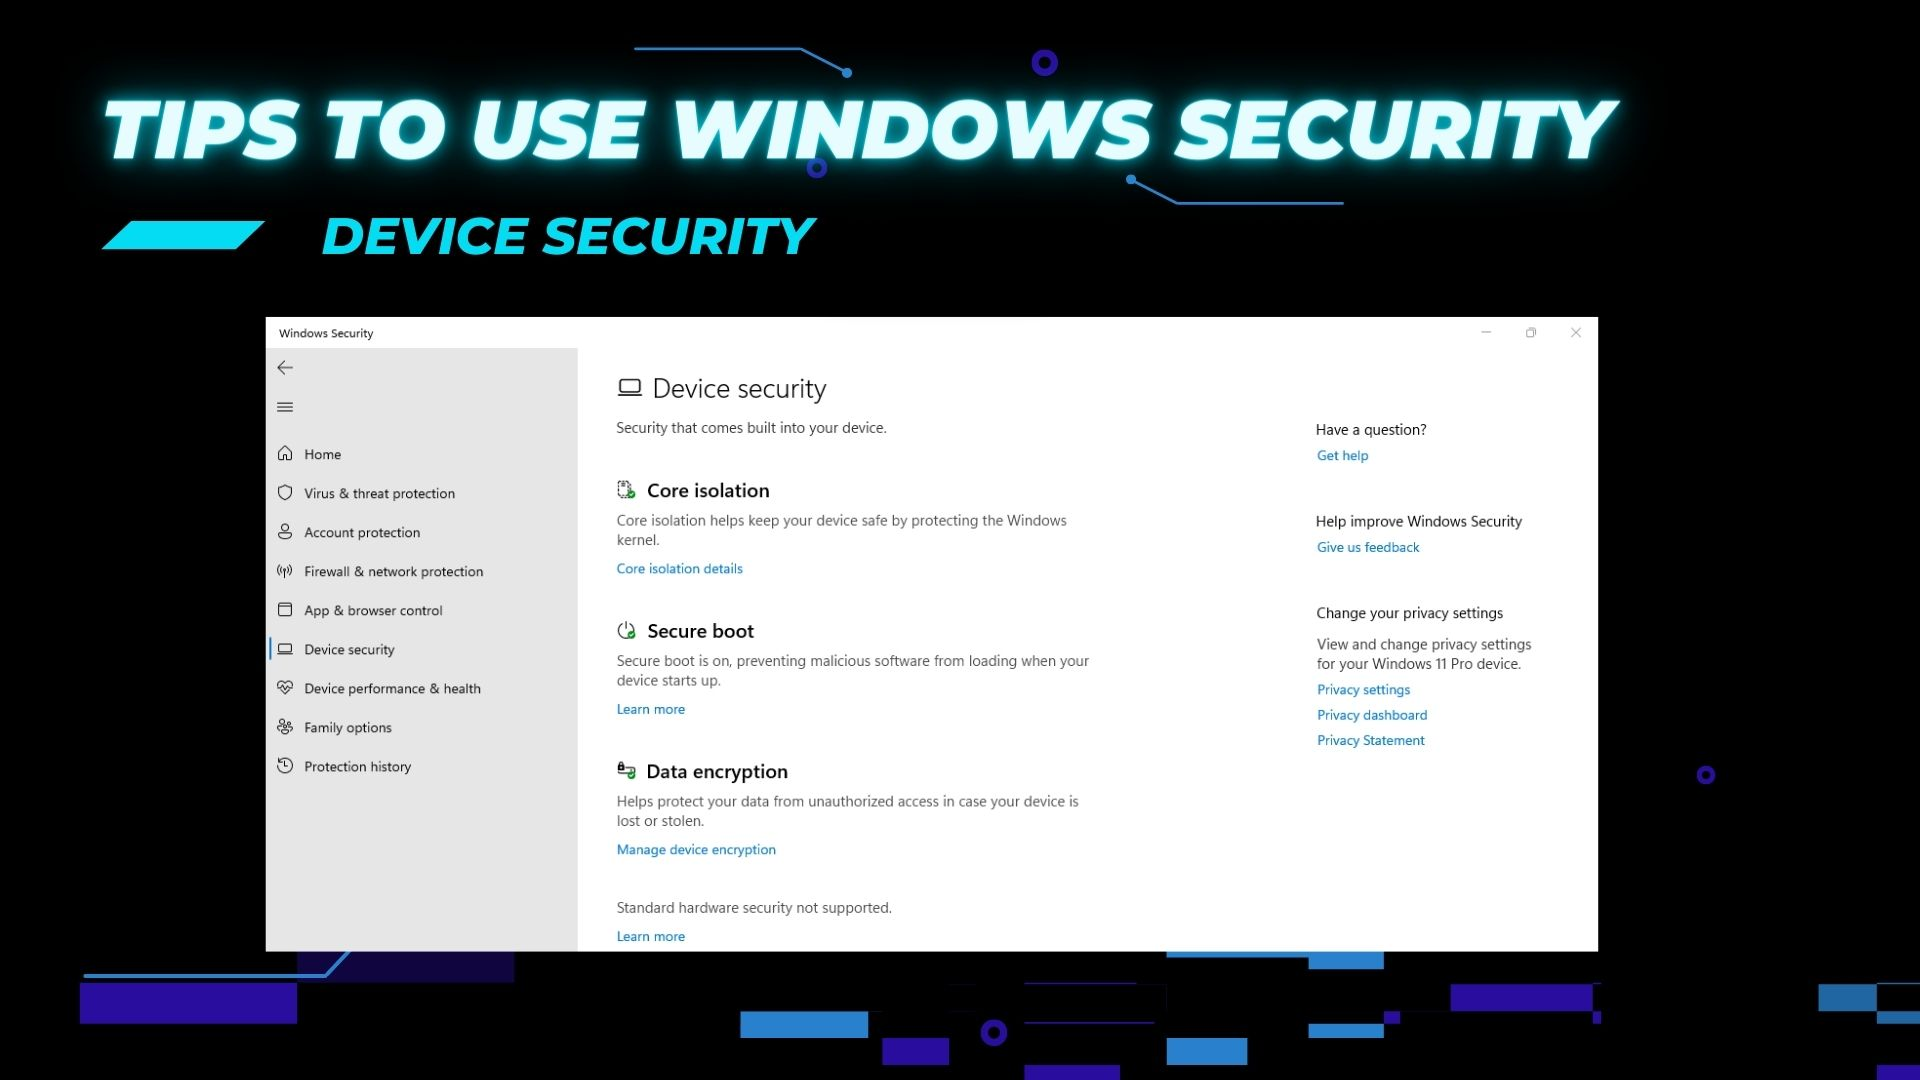 TIPS TO USE WINDOWS SECURITY
DEVICE SECURITY
Windows Security
Home
Virus & threat protection
Account protection
Firewall & network protection
App & browser control
Device security
Device performance & health
Family options
Protection history
Device security
Security that comes built into your device.
Core isolation
Core isolation helps keep your device safe by protecting the Windows
kernel.
Core isolation details
Secure boot
Secure boot is on, preventing malicious software from loading when your
device starts up.
Learn more
Data encryption
Helps protect your data from unauthorized access in case your device is
lost or stolen.
Manage device encryption
Standard hardware security not supported.
Learn more
Have a question?
Get help
Help improve Windows Security
Give us feedback
Change your privacy settings
View and change privacy settings
for your Windows 11 Pro device.
Privacy settings
Privacy dashboard
Privacy Statement